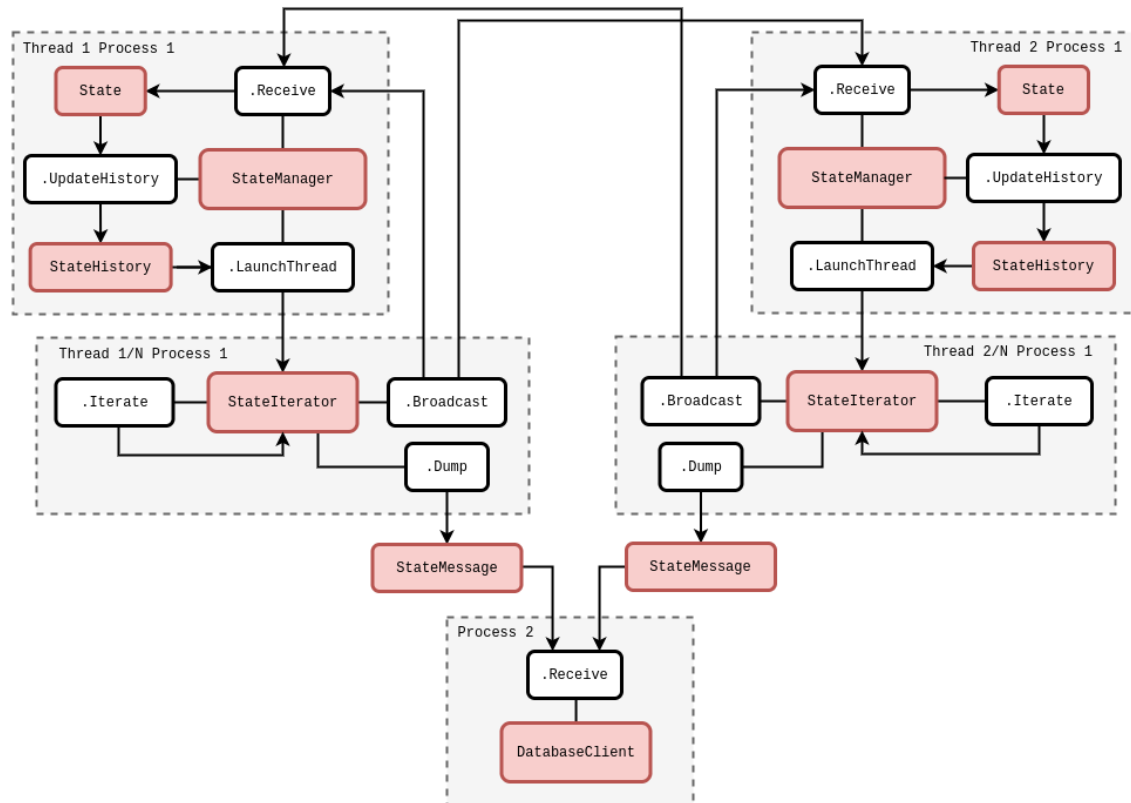 Thread 1 Process 1
State
.Receive
.UpdateHistory
StateManager
StateHistory
.LaunchThread
Thread 2 Process 1
.Receive
State
StateManager
.UpdateHistory
.LaunchThread
StateHistory
Thread 1/N Process 1
.Iterate
StateIterator
.Broadcast
.Dump
Thread 2/N Process 1
.Broadcast
StateIterator
.Iterate
.Dump
StateMessage
StateMessage
Process 2
.Receive
DatabaseClient